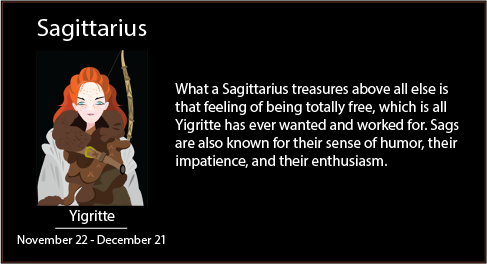 Sagittarius
What a Sagittarius treasures above all else is
that feeling of being totally free, which is all
Yigritte has ever wanted and worked for. Sags
are also known for their sense of humor, their
impatience, and their enthusiasm.
Yigritte
November 22 - December 21